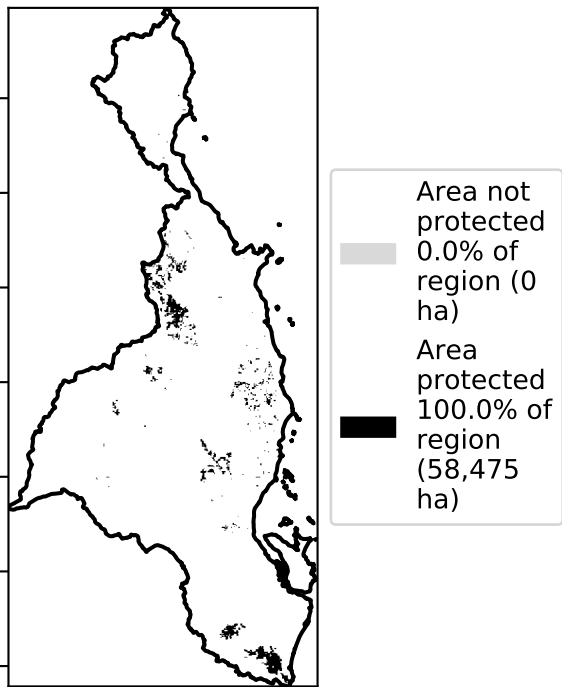 Area not
protected
0.0% of
region (0
ha)
Area
protected
100.0% of
region
(58,475
ha)